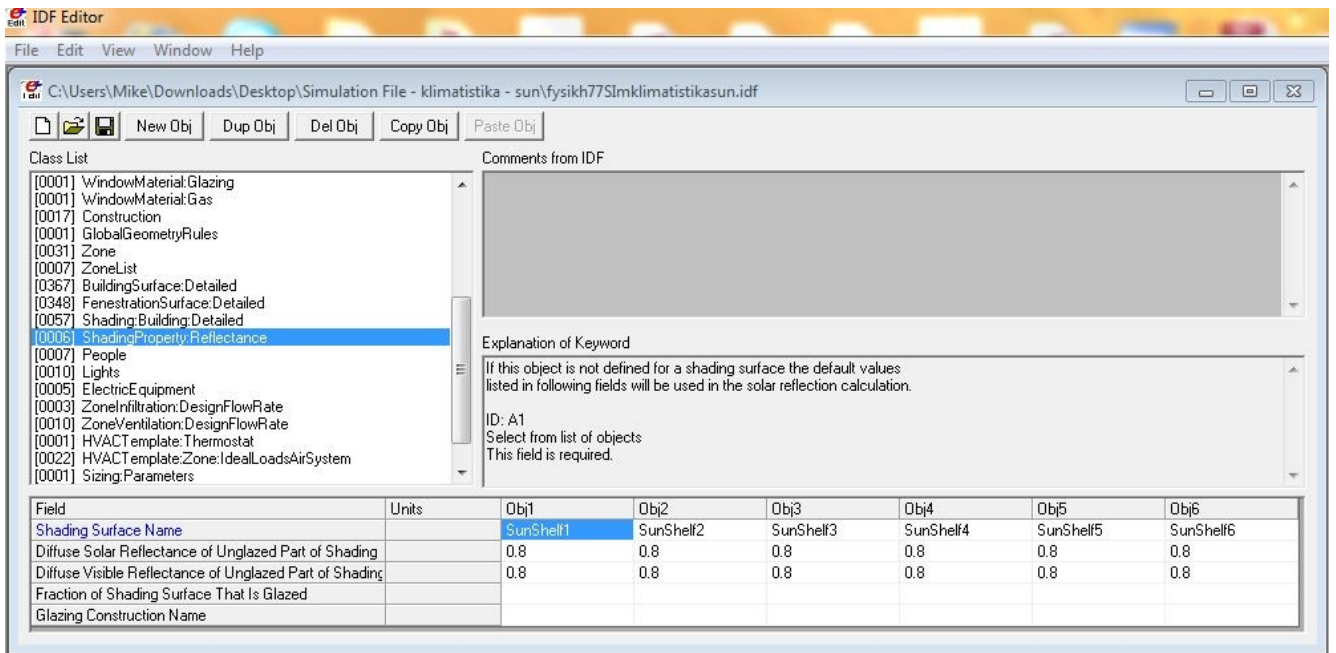 IDF Editor
File Edit View Window Help
C:\Users\Mike\Downloads\Desktop\Simulation File - klimatistika - sun\fysikh77SImklimatistikasun.idf
New Obj Dup Obj Del Obj Copy Obj Paste Obj
Class List
[0001] WindowMaterial:Glazing
[0001] WindowMaterial:Gas
[0017] Construction
[0001] GlobalGeometryRules
[0031] Zone
[0007] ZoneList
[0367] BuildingSurface:Detailed
[0348] FenestrationSurface:Detailed
[0057] Shading:Building:Detailed
[0006] ShadingProperty:Reflectance
[0007] People
[0010] Lights
[0005] ElectricEquipment
[0003] ZoneInfiltration:DesignFlowRate
[0010] ZoneVentilation:DesignFlowRate
[0001] HVACTemplate:Thermostat
[0022] HVACTemplate:Zone:IdealLoadsAirSystem
[0001] Sizing:Parameters
Comments from IDF
Explanation of Keyword
If this object is not defined for a shading surface the default values
listed in following fields will be used in the solar reflection calculation.
ID: A1
Select from list of objects
This field is required.
Field Units Obj1 Obj2 Obj3 Obj4 Obj5 Obj6
Shading Surface Name SunShelf1 SunShelf2 SunShelf3 SunShelf4 SunShelf5 SunShelf6
Diffuse Solar Reflectance of Unglazed Part of Shading 0.8 0.8 0.8 0.8 0.8 0.8
Diffuse Visible Reflectance of Unglazed Part of Shading 0.8 0.8 0.8 0.8 0.8 0.8
Fraction of Shading Surface That Is Glazed
Glazing Construction Name